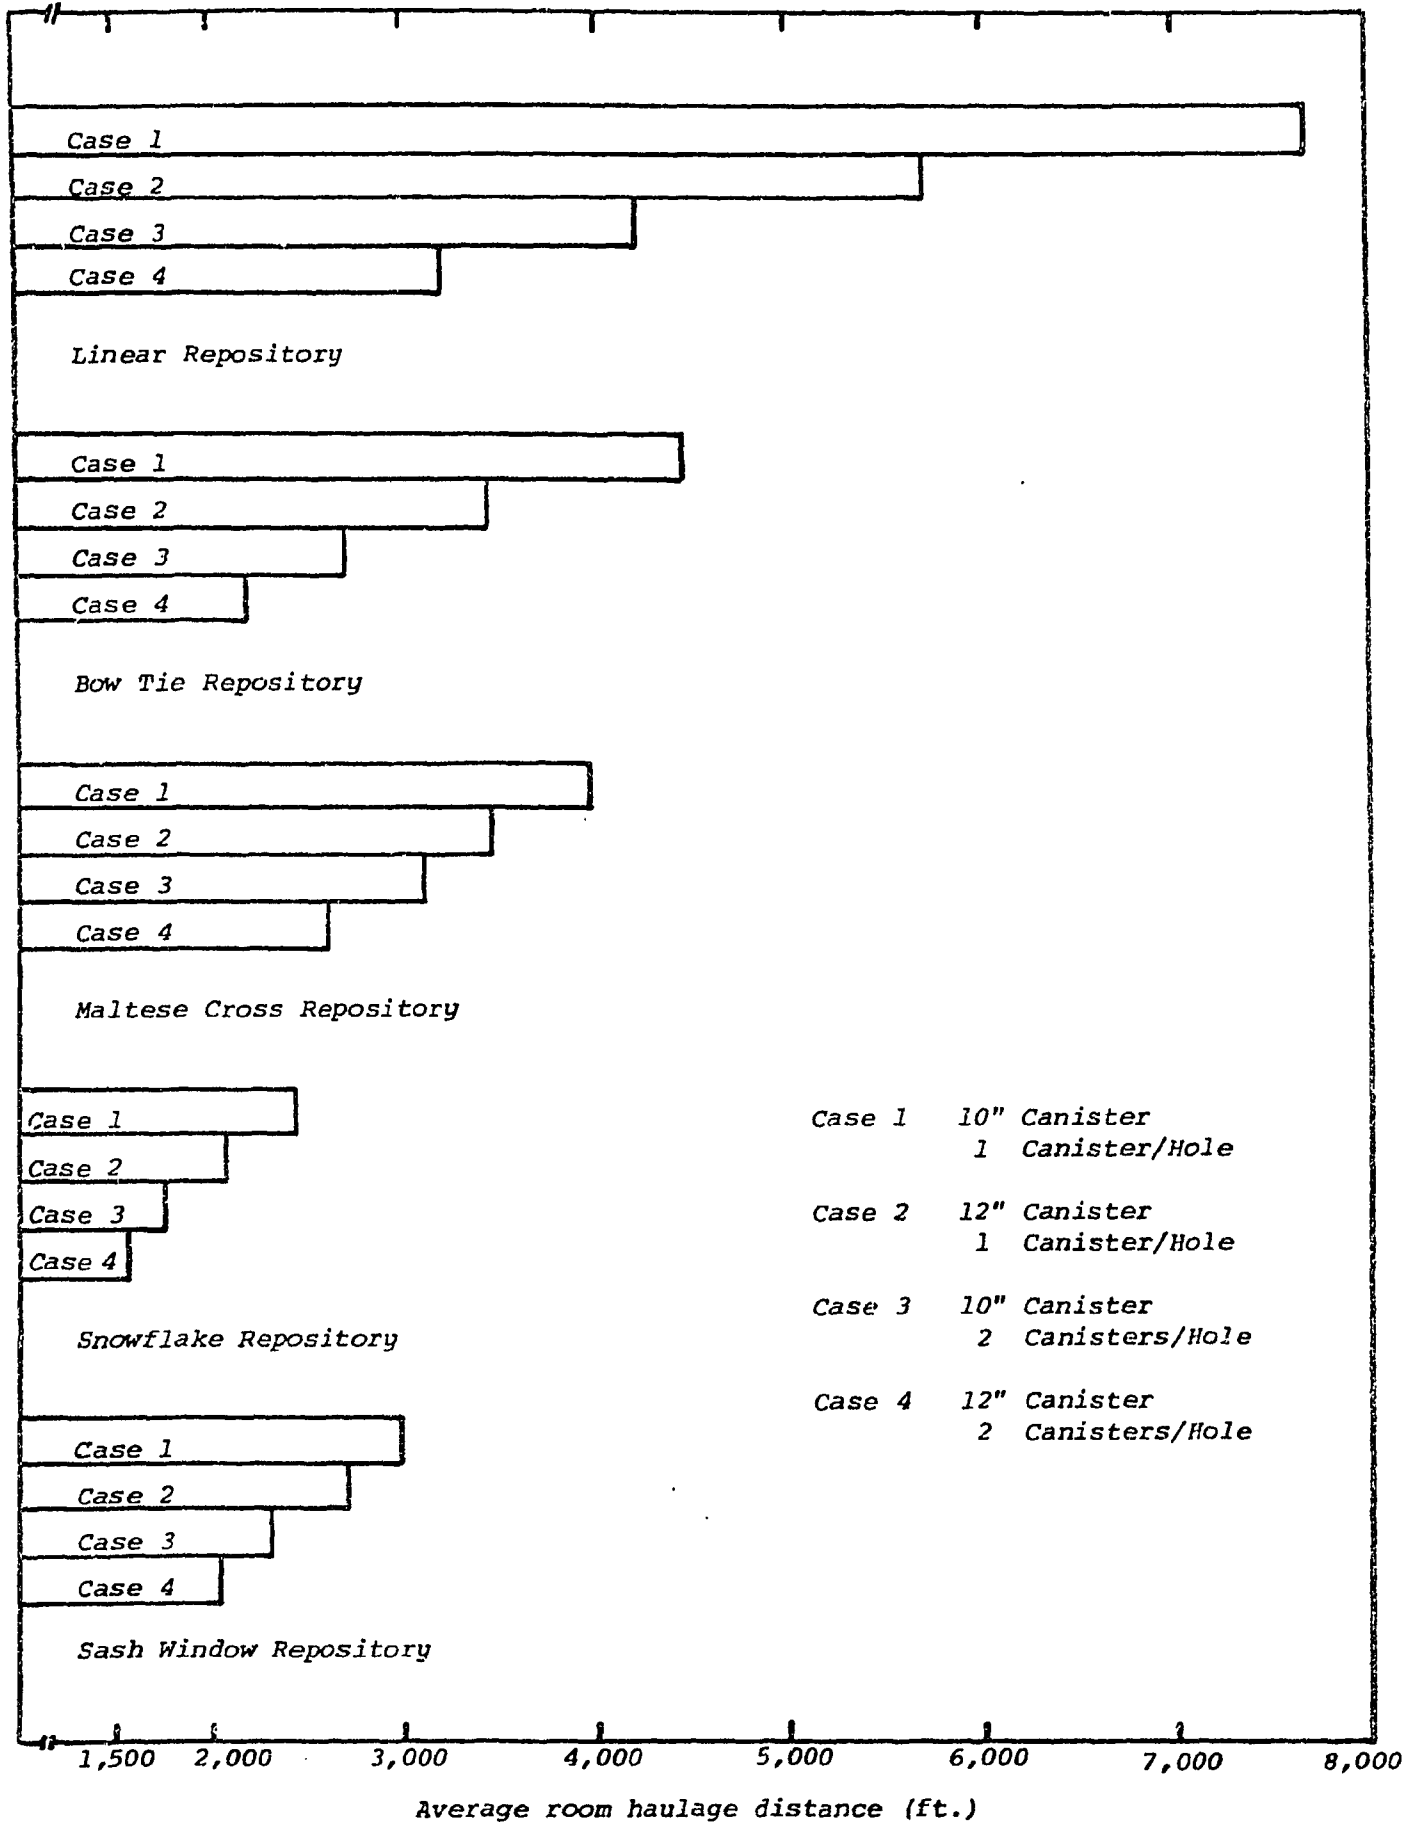 Case 1
Case 2
Case 3
Case 4
Linear Repository
Case 1
Case 2
Case 3
Case 4
Bow Tie Repository
Case 1
Case 2
Case 3
Case 4
Maltese Cross Repository
Case 1
Case 2
Case 3
Case 4
Snowflake Repository
Case 1 10" Canister
1 Canister/Hole
Case 2 12" Canister
1 Canister/Hole
Case 3 10" Canister
2 Canisters/Hole
Case 4 12" Canister
2 Canisters/Hole
Case 1
Case 2
Case 3
Case 4
Sash Window Repository
1,500 2,000 3,000 4,000 5,000 6,000 7,000 8,000
Average room haulage distance (ft.)